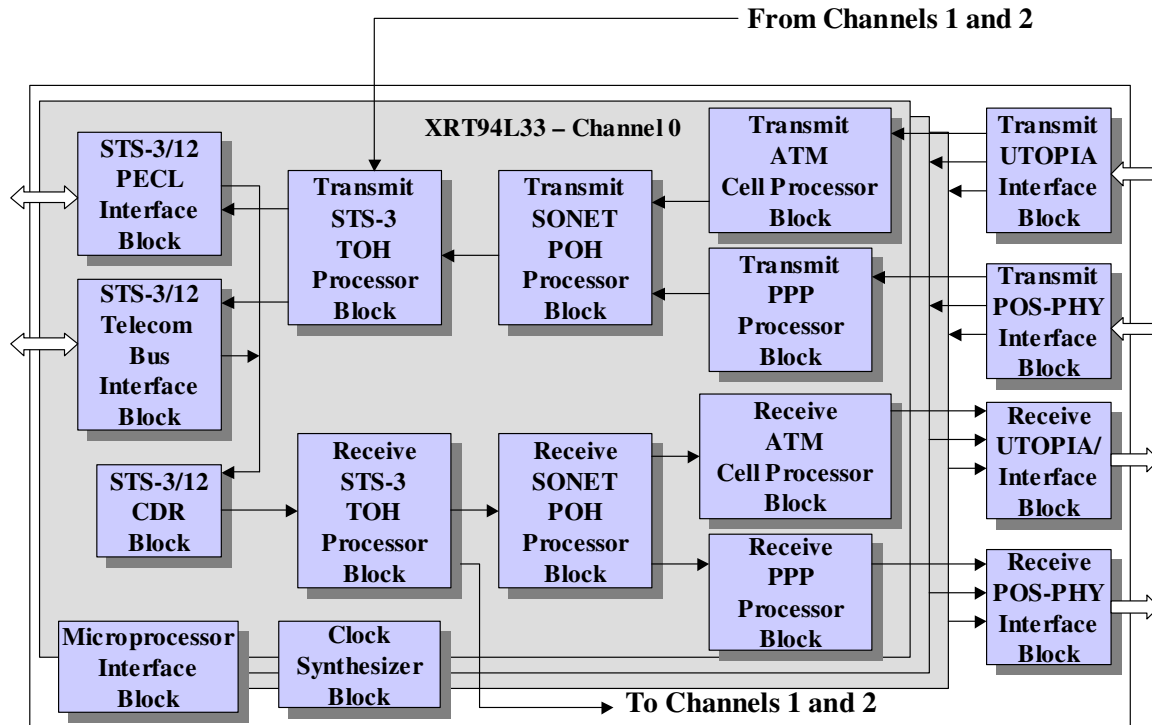 From Channels 1 and 2
XRT94L33 – Channel 0
STS-3/12
PECL
Interface
Block
Transmit
STS-3
TOH
Processor
Block
Transmit
SONET
POH
Processor
Block
Transmit
ATM
Cell Processor
Block
Transmit
UTOPIA
Interface
Block
STS-3/12
Telecom
Bus
Interface
Block
Transmit
PPP
Processor
Block
Transmit
POS-PHY
Interface
Block
STS-3/12
CDR
Block
Receive
STS-3
TOH
Processor
Block
Receive
SONET
POH
Processor
Block
Receive
ATM
Cell Processor
Block
Receive
UTOPIA/
Interface
Block
Receive
PPP
Processor
Block
Receive
POS-PHY
Interface
Block
Microprocessor
Interface
Block
Clock
Synthesizer
Block
To Channels 1 and 2